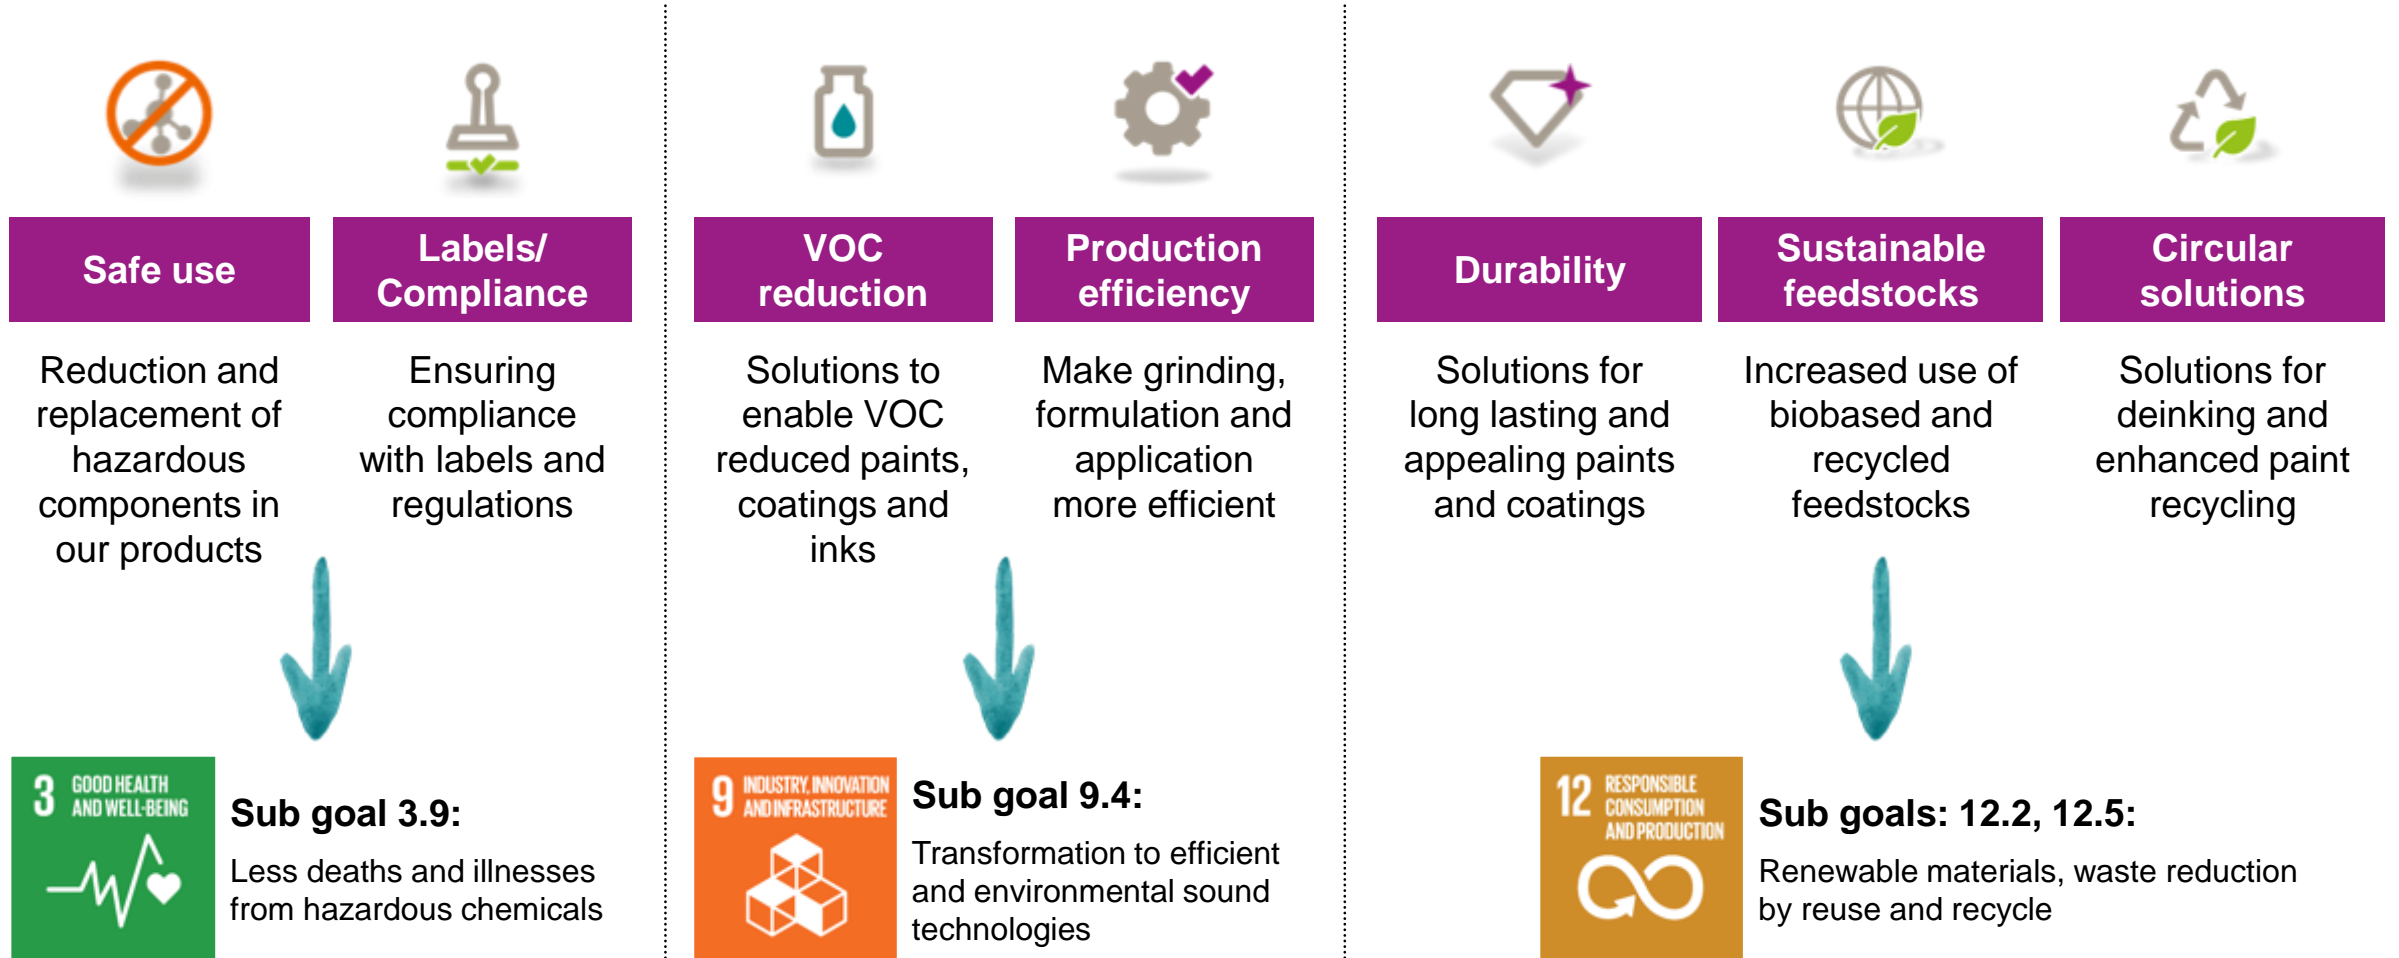 Safe use
Reduction and
replacement of
hazardous
components in
our products
Labels/
Compliance
Ensuring
compliance
with labels and
regulations
3 GOOD HEALTH
AND WELL-BEING
Sub goal 3.9:
Less deaths and illnesses
from hazardous chemicals
VOC
reduction
Solutions to
enable VOC
reduced paints,
coatings and
inks
Production
efficiency
Make grinding,
formulation and
application
more efficient
9 INDUSTRY, INNOVATION
AND INFRASTRUCTURE
Sub goal 9.4:
Transformation to efficient
and environmental sound
technologies
Durability
Solutions for
long lasting and
appealing paints
and coatings
Sustainable
feedstocks
Increased use of
biobased and
recycled
feedstocks
Circular
solutions
Solutions for
deinking and
enhanced paint
recycling
12 RESPONSIBLE
CONSUMPTION
AND PRODUCTION
Sub goals: 12.2, 12.5:
Renewable materials, waste reduction
by reuse and recycle